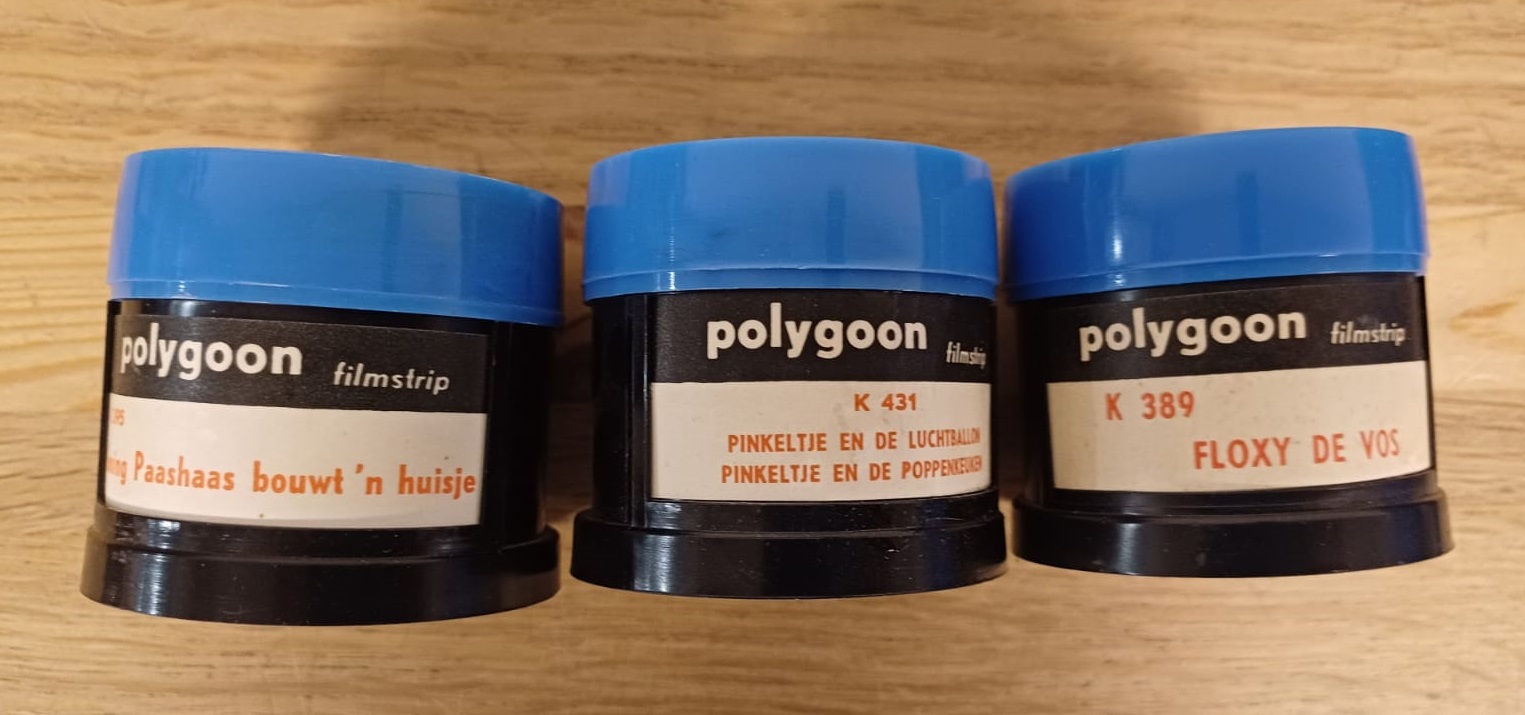 polygoon filmstrip
Paashaas bouwt 'n huisje
polygoon filmstrip
K 431
PINKELTJE EN DE LUCHTBALLON
PINKELTJE EN DE POPPENKEUKEN
polygoon filmstrip
K 389
FLOXY DE VOS